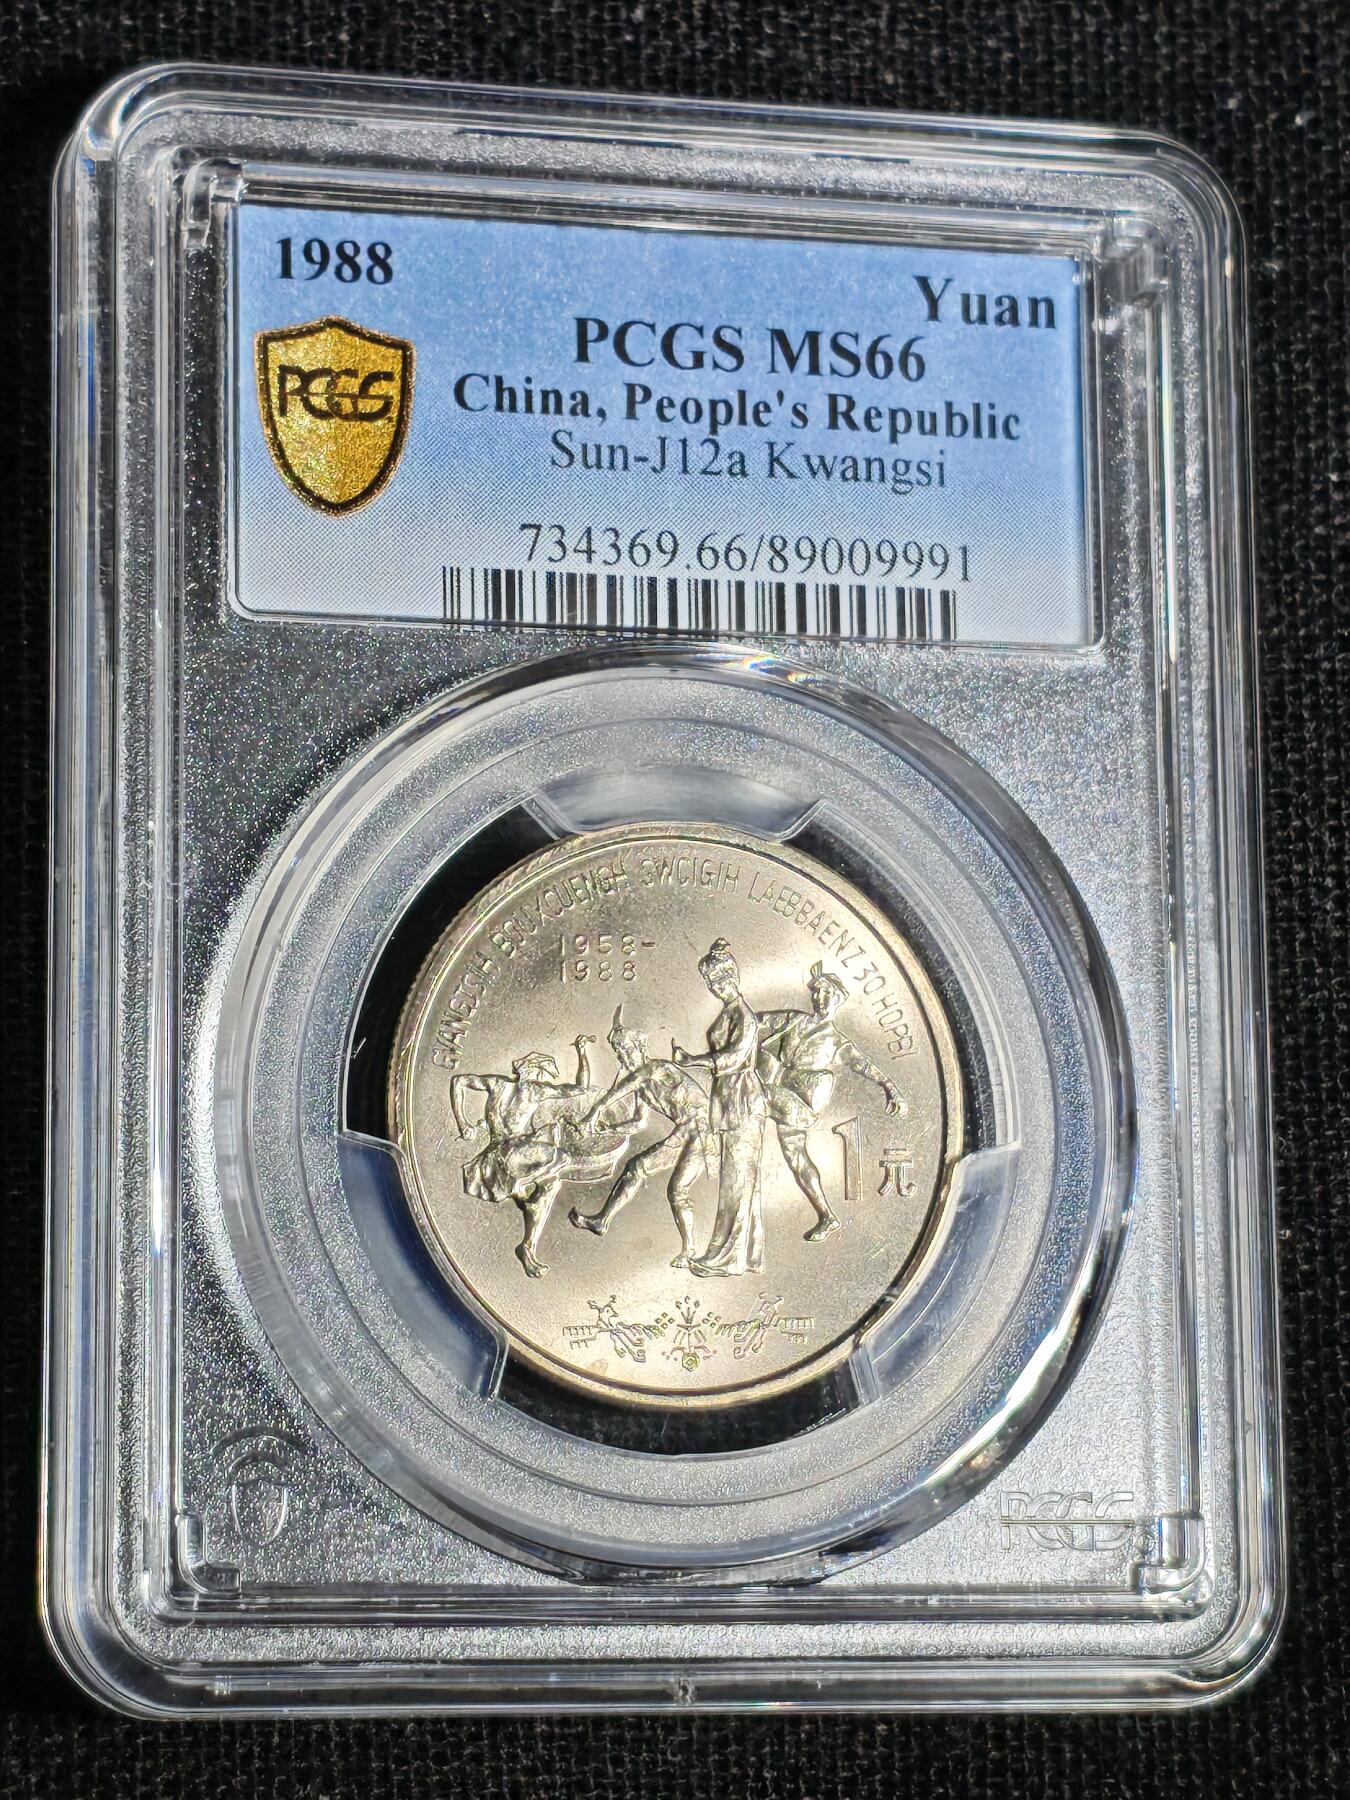 1988
Yuan
PCGS MS66
PCGS
China, People's Republic
Sun-J12a Kwangsi
734369.66/89009991
GVANGJSIH BOUXCUENGH SWCIGIH LAEBBAENZ 30 HOPBI
1958-
1988
1元
PCGS